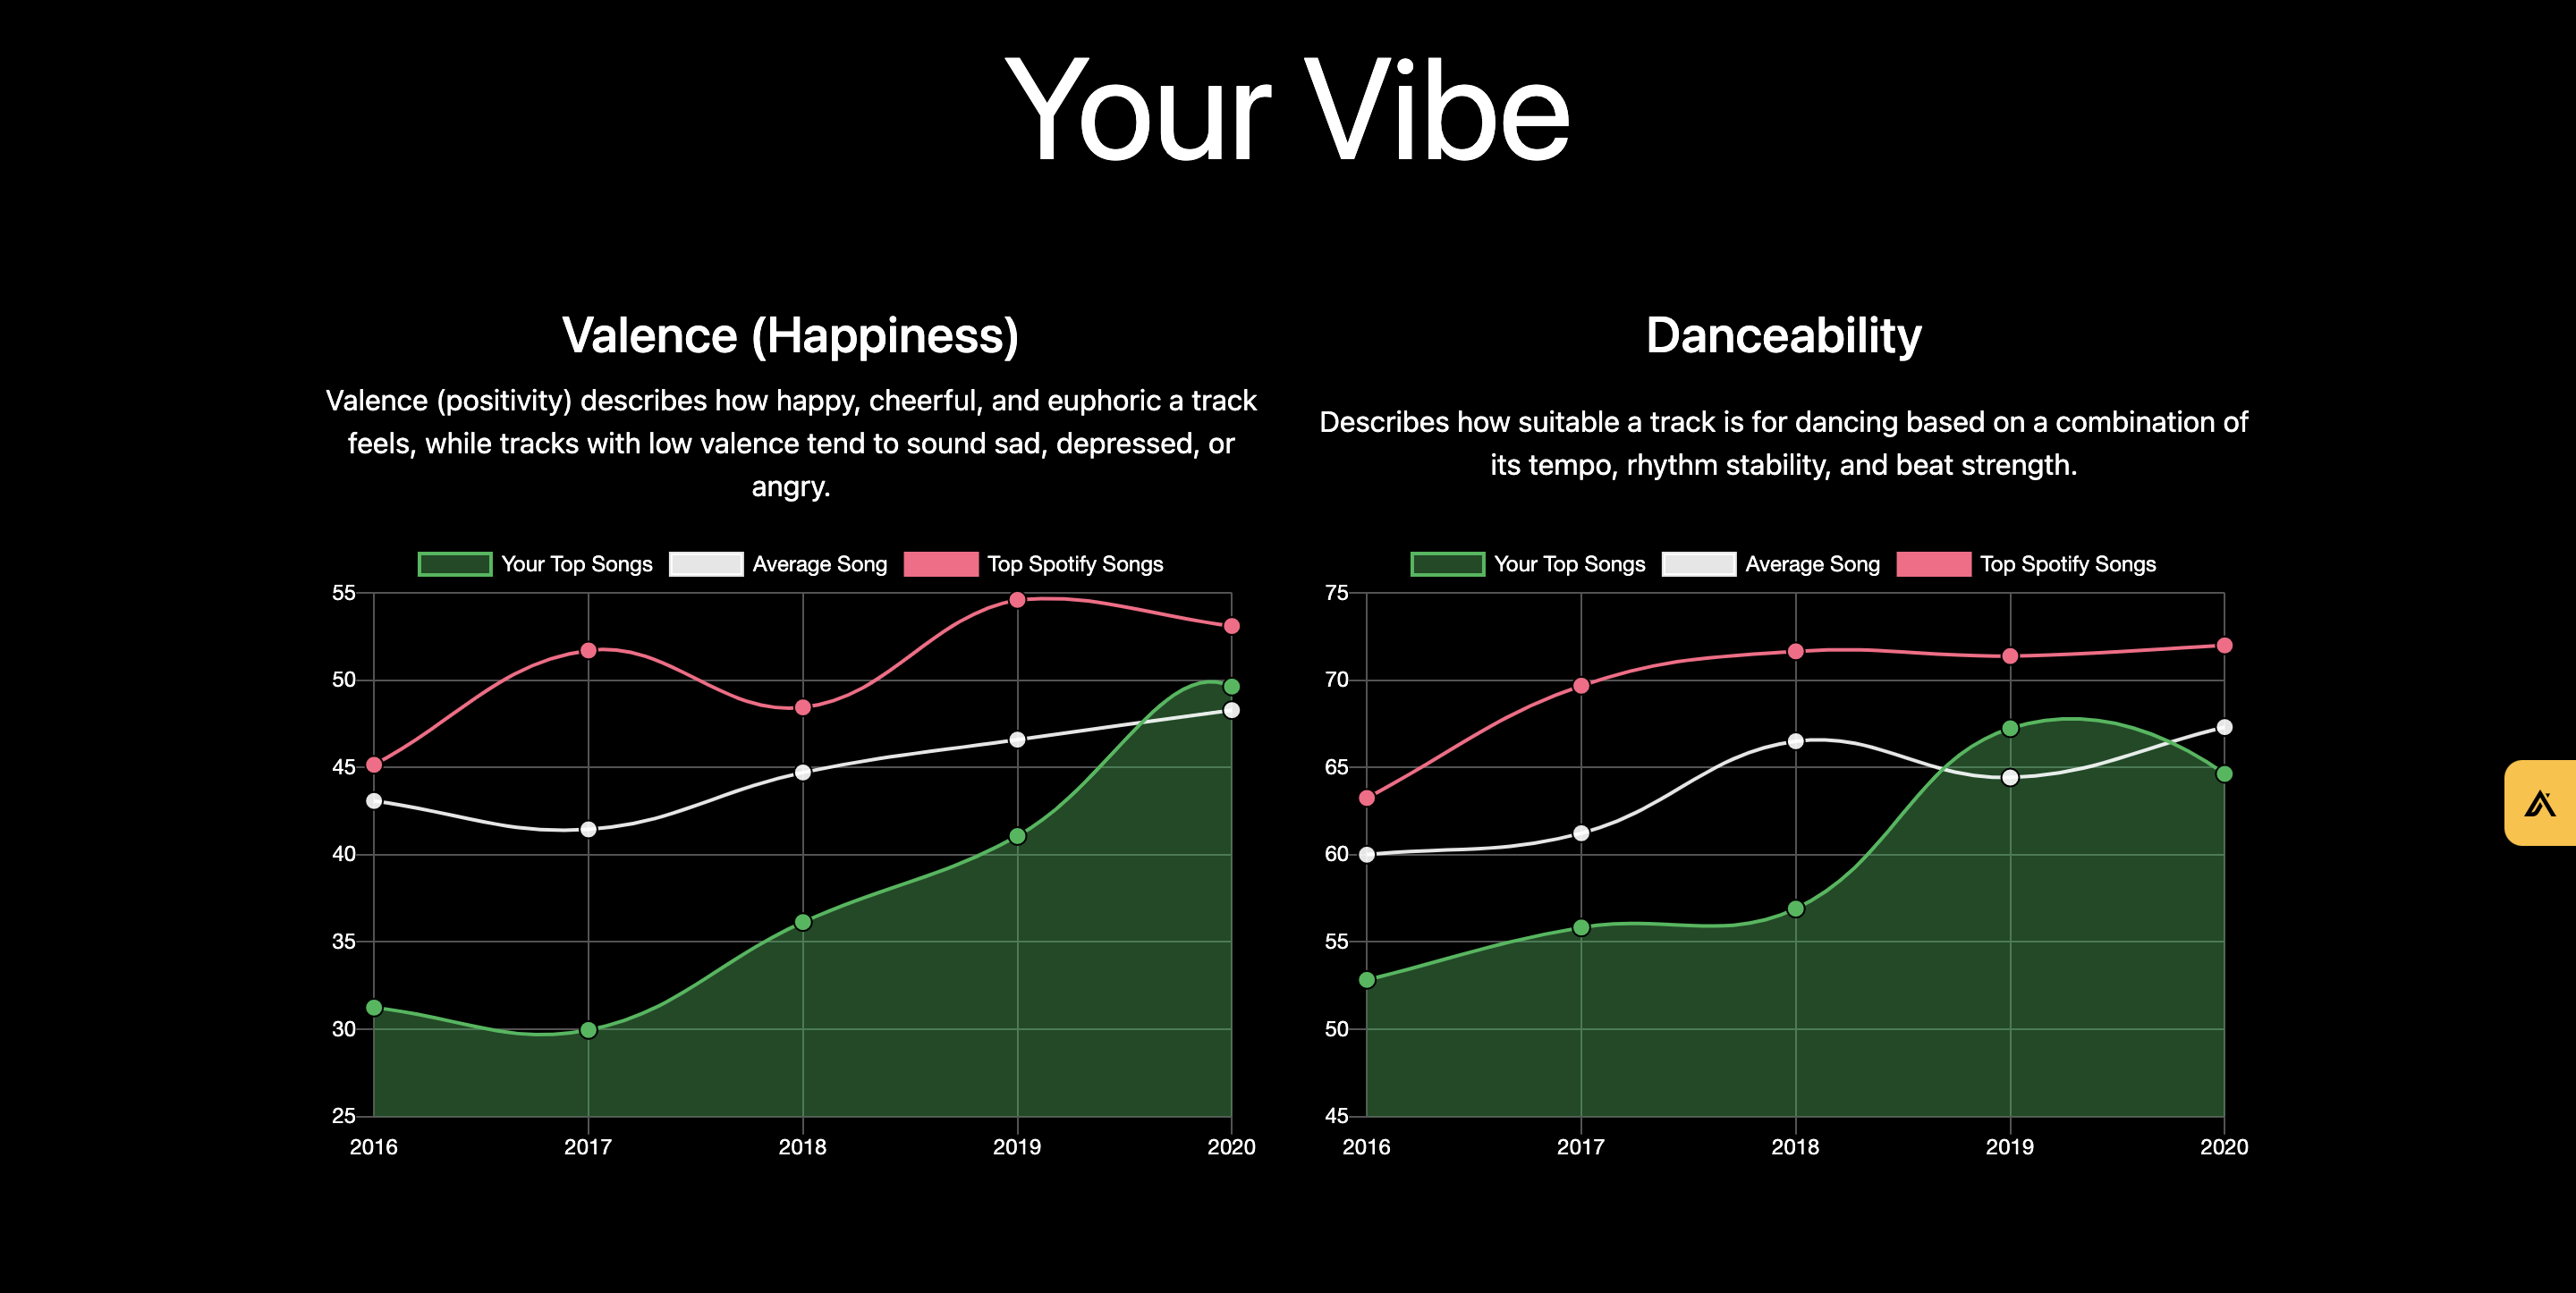 Your Vibe
Valence (Happiness)
Valence (positivity) describes how happy, cheerful, and euphoric a track
feels, while tracks with low valence tend to sound sad, depressed, or
angry.
Your Top Songs Average Song Top Spotify Songs
55
50
45
40
35
30
25
2016 2017 2018 2019 2020
Danceability
Describes how suitable a track is for dancing based on a combination of
its tempo, rhythm stability, and beat strength.
Your Top Songs Average Song Top Spotify Songs
75
70
65
60
55
50
45
2016 2017 2018 2019 2020